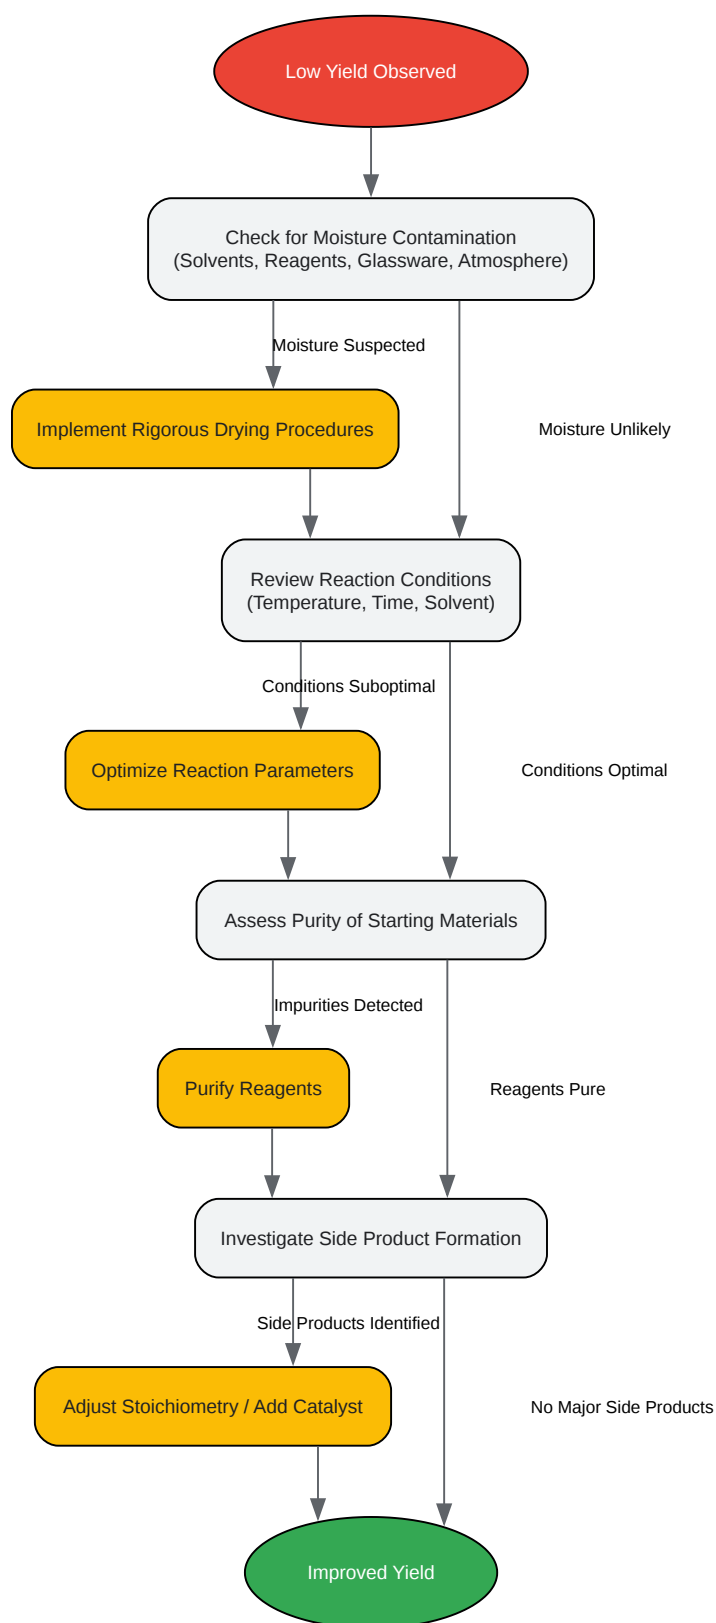 Low Yield Observed
Check for Moisture Contamination
(Solvents, Reagents, Glassware, Atmosphere)
Moisture Suspected
Implement Rigorous Drying Procedures
Moisture Unlikely
Review Reaction Conditions
(Temperature, Time, Solvent)
Conditions Suboptimal
Optimize Reaction Parameters
Conditions Optimal
Assess Purity of Starting Materials
Impurities Detected
Purify Reagents
Reagents Pure
Investigate Side Product Formation
Side Products Identified
Adjust Stoichiometry / Add Catalyst
No Major Side Products
Improved Yield